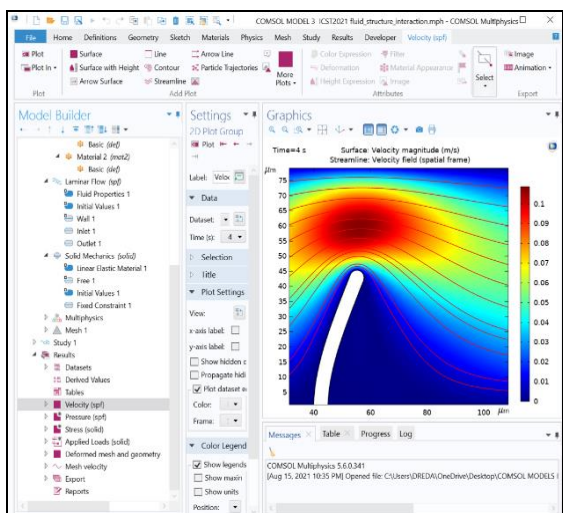 COMSOL MODEL 3 ICST2021 fluid_structure_interaction.mph - COMSOL Multiphysics
File Home Definitions Geometry Sketch Materials Physics Mesh Study Results Developer Velocity (spf)
Plot
Plot In
Plot
Surface
Surface with Height
Arrow Surface
Line
Contour
Streamline
Arrow Line
Particle Trajectories
More
Plots
Add Plot
Color Expression
Deformation
Height Expression
Filter
Material Appearance
Image
Attributes
Select
Image
Animation
Export
Model Builder
Basic (def)
Material 2 (mat2)
Basic (def)
Laminar Flow (spf)
Fluid Properties 1
Initial Values 1
Wall 1
Inlet 1
Outlet 1
Solid Mechanics (solid)
Linear Elastic Material 1
Free 1
Initial Values 1
Fixed Constraint 1
Multiphysics
Mesh 1
Study 1
Results
Datasets
Derived Values
Tables
Velocity (spf)
Pressure (spf)
Stress (solid)
Applied Loads (solid)
Deformed mesh and geometry
Mesh velocity
Export
Reports
Settings
2D Plot Group
Plot
Label: Veloc
Data
Dataset:
Time (s): 4
Selection
Title
Plot Settings
View:
x-axis label:
y-axis label:
Show hidden e
Propagate hidi
Plot dataset e
Color:
Frame:
Color Legend
Show legends
Show maxin
Show units
Position:
Graphics
Time=4 s
Surface: Velocity magnitude (m/s)
Streamline: Velocity field (spatial frame)
µm
75
70
65
60
55
50
45
40
35
30
25
20
15
10
5
40 60 80 100 µm
0.1
0.09
0.08
0.07
0.06
0.05
0.04
0.03
0.02
0.01
0
Messages Table Progress Log
COMSOL Multiphysics 5.6.0.341
[Aug 15, 2021 10:35 PM] Opened file: C:\Users\DREDA\OneDrive\Desktop\COMSOL MODELS